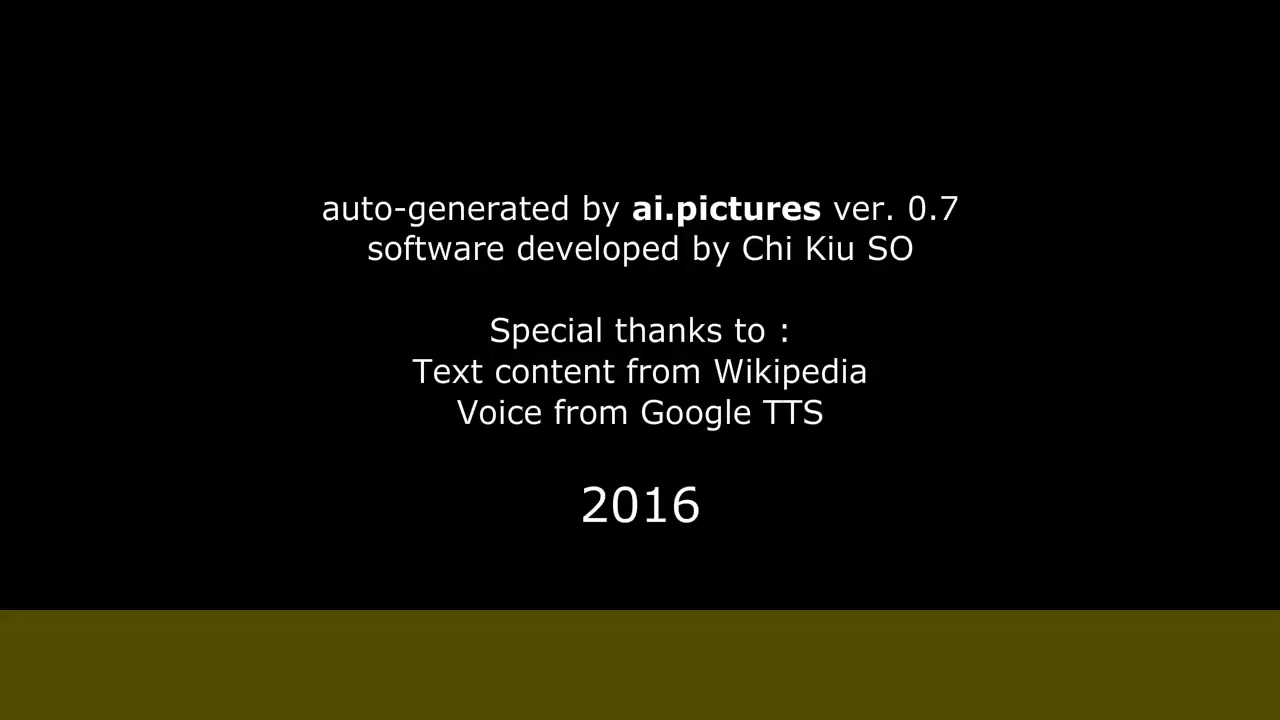 auto-generated by ai.pictures ver. 0.7
software developed by Chi Kiu SO
Special thanks to :
Text content from Wikipedia
Voice from Google TTS
2016